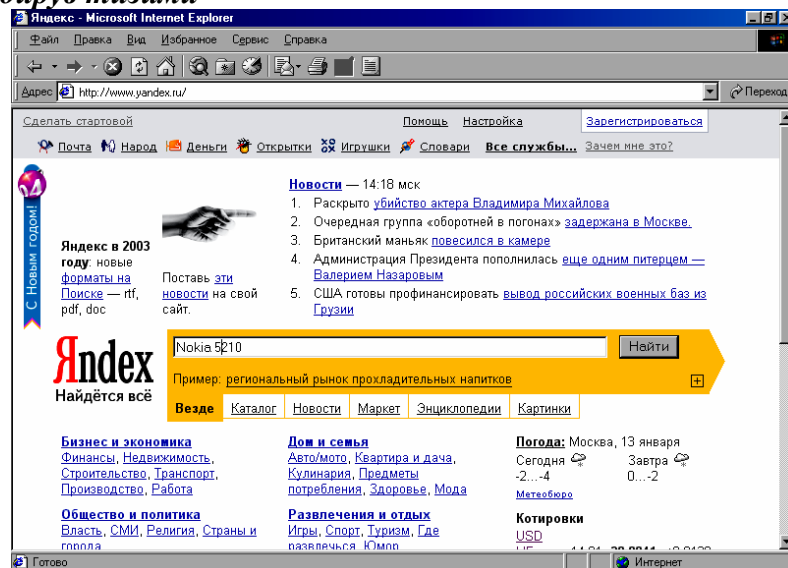 Яндекс - Microsoft Internet Explorer
Файл Правка Вид Избранное Сервис Справка
Адрес http://www.yandex.ru/ Переход
Сделать стартовой Помощь Настройка Зарегистрироваться
Почта Народ Деньги Открытки Игрушки Словари Все службы... Зачем мне это?
04
С Новым годом!
Яндекс в 2003
году: новые
форматы на
Поиске — rtf,
pdf, doc
Поставь эти
новости на свой
сайт.
Новости — 14:18 мск
1. Раскрыто убийство актера Владимира Михайлова
2. Очередная группа «оборотней в погонах» задержана в Москве.
3. Британский маньяк повесился в камере
4. Администрация Президента пополнилась еще одним питерцем —
Валерием Назаровым
5. США готовы профинансировать вывод российских военных баз из
Грузии
Яndex
Найдётся всё
Nokia 5210 Найти
Пример: региональный рынок прохладительных напитков
Везде Каталог Новости Маркет Энциклопедии Картинки
Бизнес и экономика
Финансы, Недвижимость,
Строительство, Транспорт,
Производство, Работа
Общество и политика
Власть, СМИ, Религия, Страны и
города
Дом и семья
Авто/мото, Квартира и дача,
Кулинария, Предметы
потребления, Здоровье, Мода
Развлечения и отдых
Игры, Спорт, Туризм, Где
развлечься, Юмор
Погода: Москва, 13 января
Сегодня Завтра
-2...-4 0...-2
Метеобюро
Котировки
USD
Готово Интернет